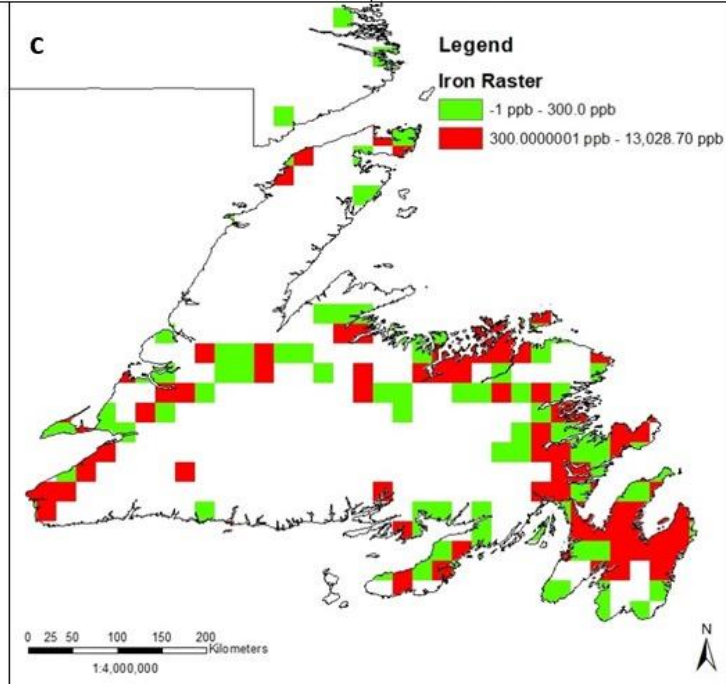 c
Legend
Iron Raster
-1 ppb - 300.0 ppb
300.0000001 ppb - 13,028.70 ppb
0 25 50 100 150 200
Kilometers
1:4,000,000
N